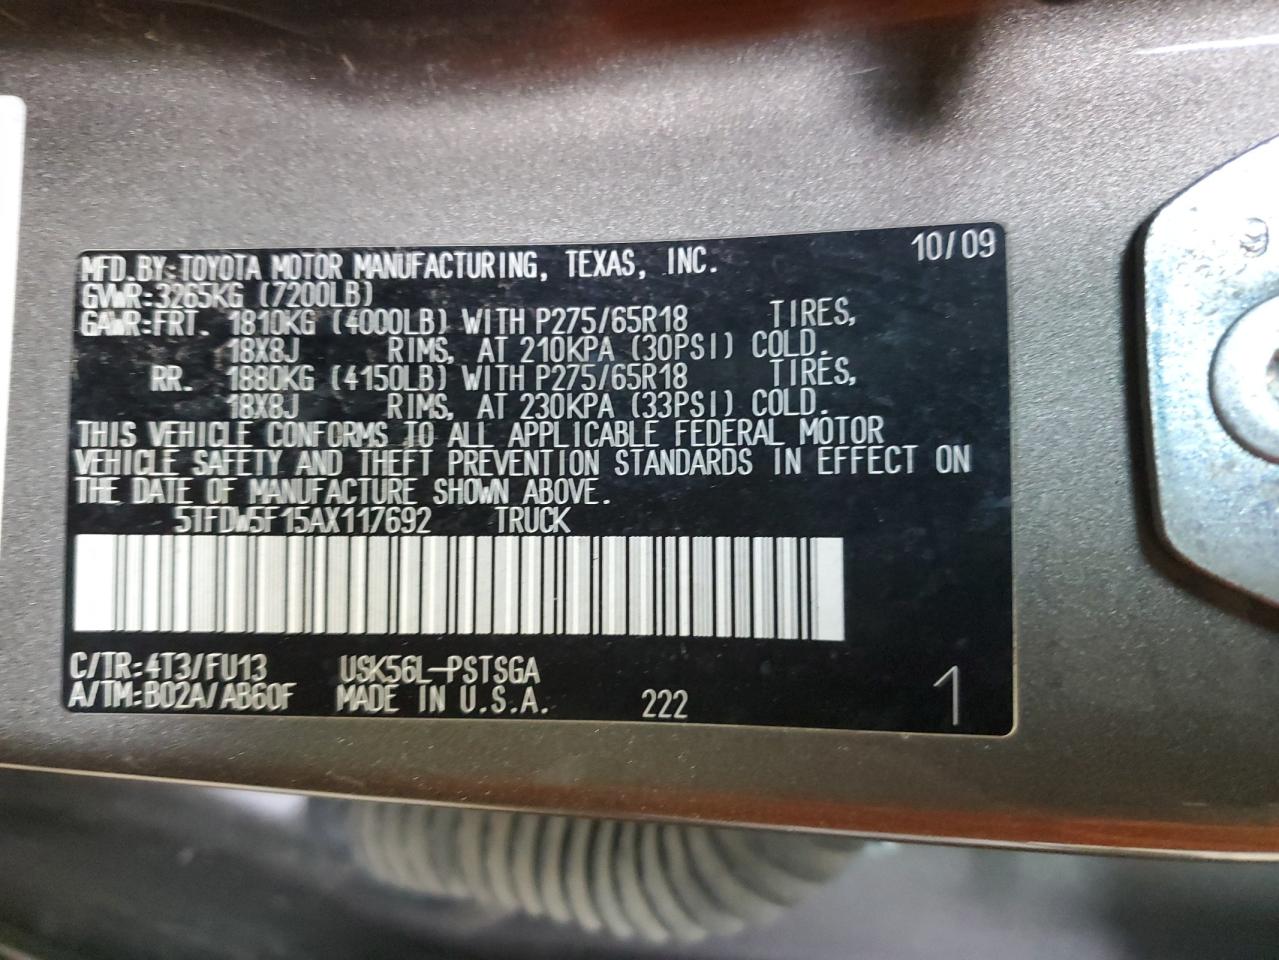 MFD.BY:TOYOTA MOTOR MANUFACTURING, TEXAS, INC. 10/09
GVWR:3265KG (7200LB)
GAWR:FRT. 1810KG (4000LB) WITH P275/65R18 TIRES,
18X8J RIMS, AT 210KPA (30PSI) COLD.
RR. 1880KG (4150LB) WITH P275/65R18 TIRES,
18X8J RIMS, AT 230KPA (33PSI) COLD.
THIS VEHICLE CONFORMS TO ALL APPLICABLE FEDERAL MOTOR
VEHICLE SAFETY AND THEFT PREVENTION STANDARDS IN EFFECT ON
THE DATE OF MANUFACTURE SHOWN ABOVE.
5TFDW5F15AX117692 TRUCK
C/TR:4T3/FU13 USK56L-PSTSGA
A/TM:B02A/AB60F MADE IN U.S.A. 222 1